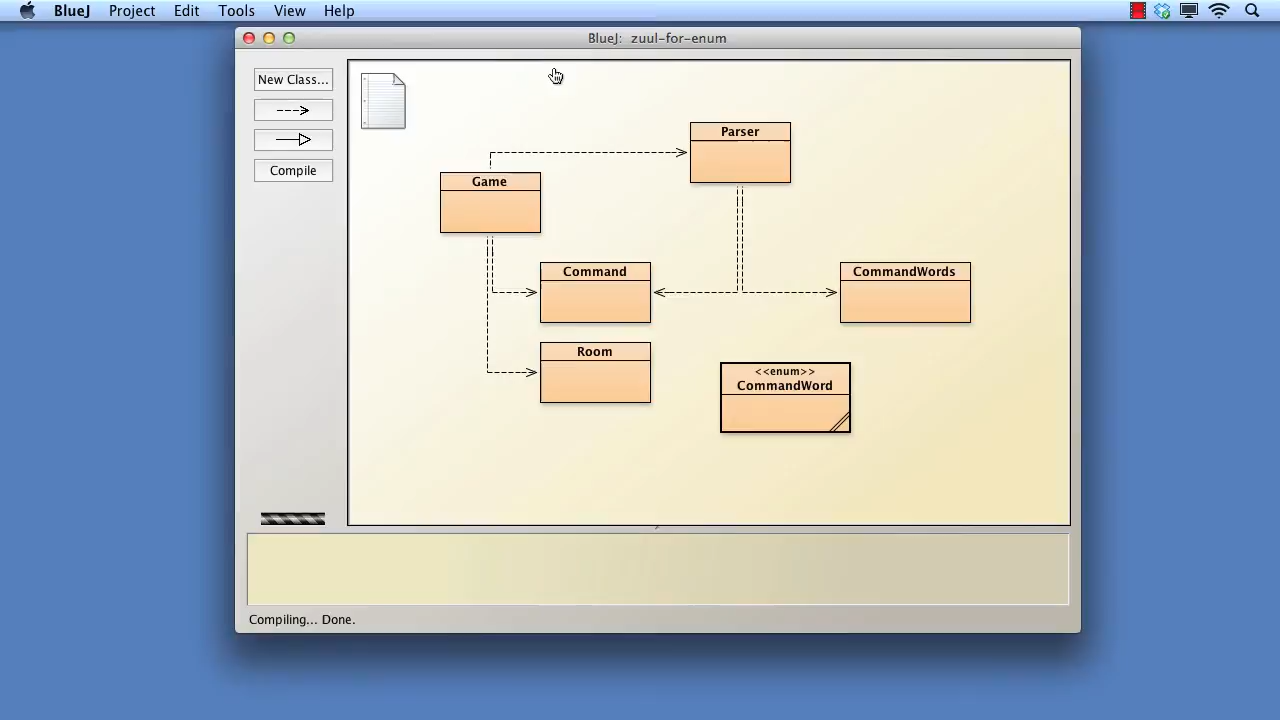 BlueJ Project Edit Tools View Help
BlueJ: zuul-for-enum
New Class...
Compile
Parser
Game
Command
CommandWords
Room
<<enum>>
CommandWord
Compiling... Done.